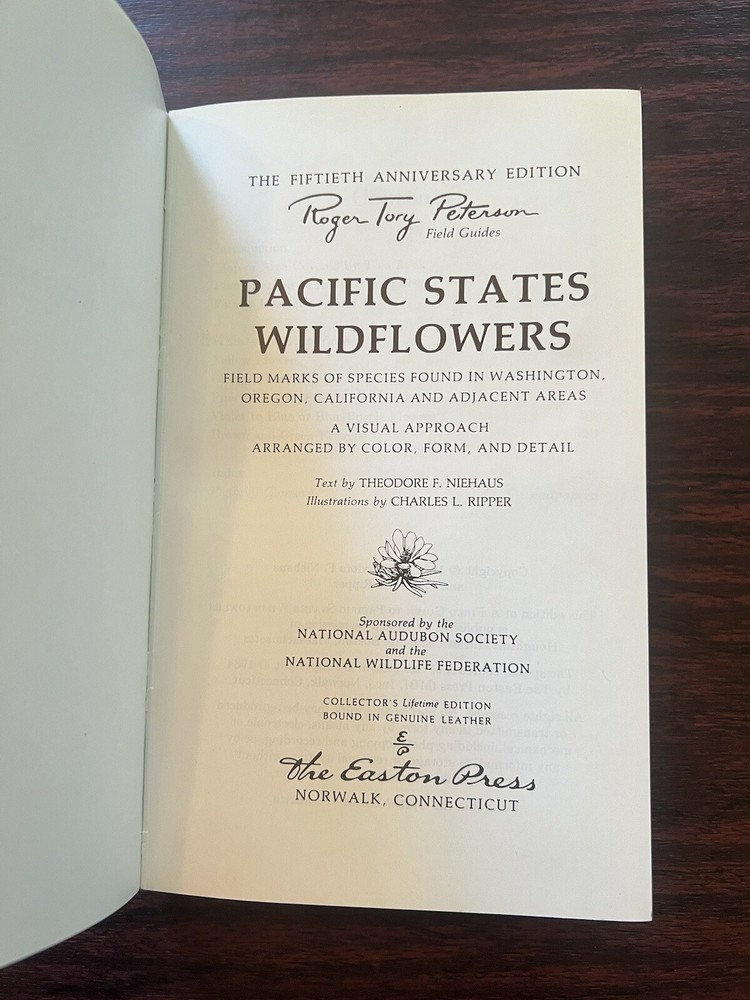 THE FIFTIETH ANNIVERSARY EDITION
Roger Tory Peterson
Field Guides
PACIFIC STATES
WILDFLOWERS
FIELD MARKS OF SPECIES FOUND IN WASHINGTON,
OREGON, CALIFORNIA AND ADJACENT AREAS
A VISUAL APPROACH
ARRANGED BY COLOR, FORM, AND DETAIL
Text by THEODORE F. NIEHAUS
Illustrations by CHARLES L. RIPPER
Sponsored by the
NATIONAL AUDUBON SOCIETY
and the
NATIONAL WILDLIFE FEDERATION
COLLECTOR'S Lifetime EDITION
BOUND IN GENUINE LEATHER
E
P
The Easton Press
NORWALK, CONNECTICUT